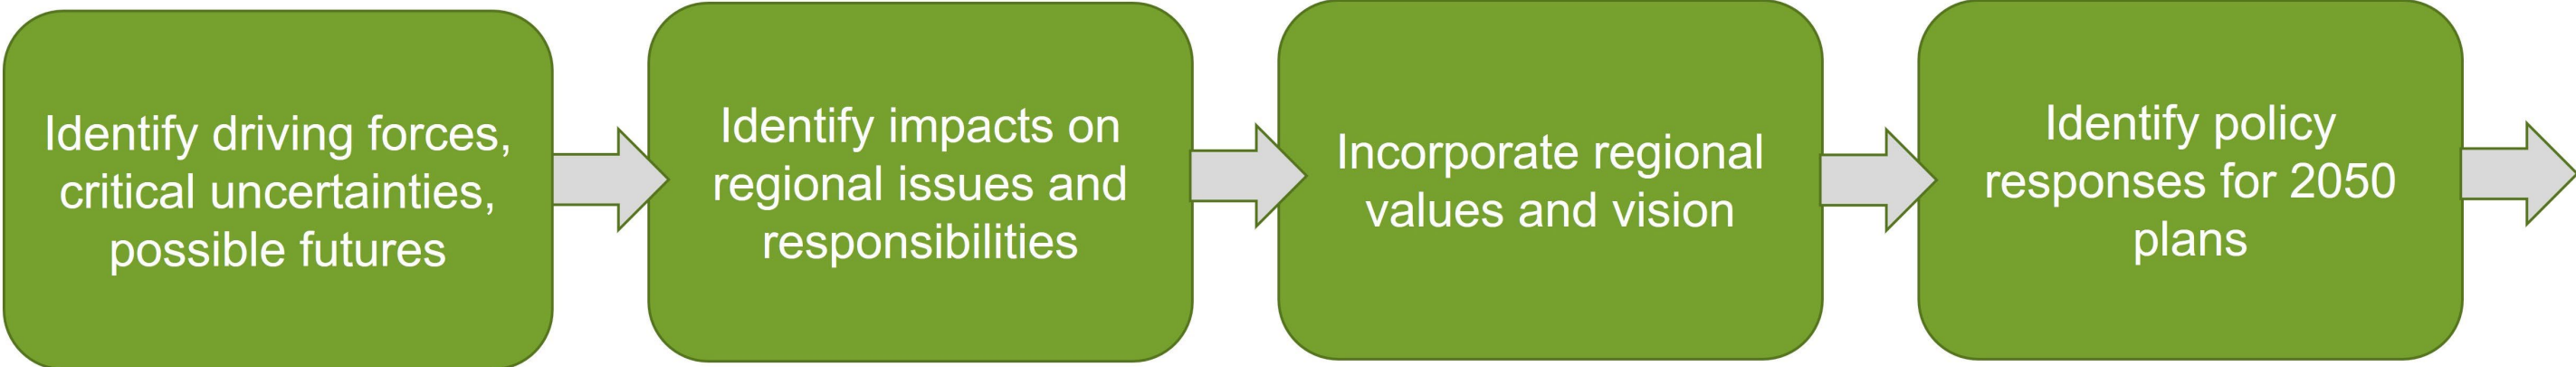 Identify driving forces,
critical uncertainties,
possible futures
Identify impacts on
regional issues and
responsibilities
Incorporate regional
values and vision
Identify policy
responses for 2050
plans